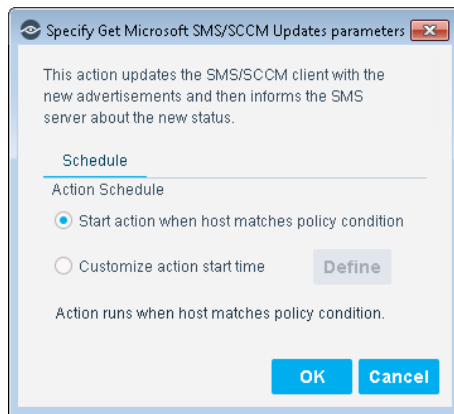 Specify Get Microsoft SMS/SCCM Updates parameters
This action updates the SMS/SCCM client with the
new advertisements and then informs the SMS
server about the new status.
Schedule
Action Schedule
Start action when host matches policy condition
Customize action start time
Define
Action runs when host matches policy condition.
OK
Cancel